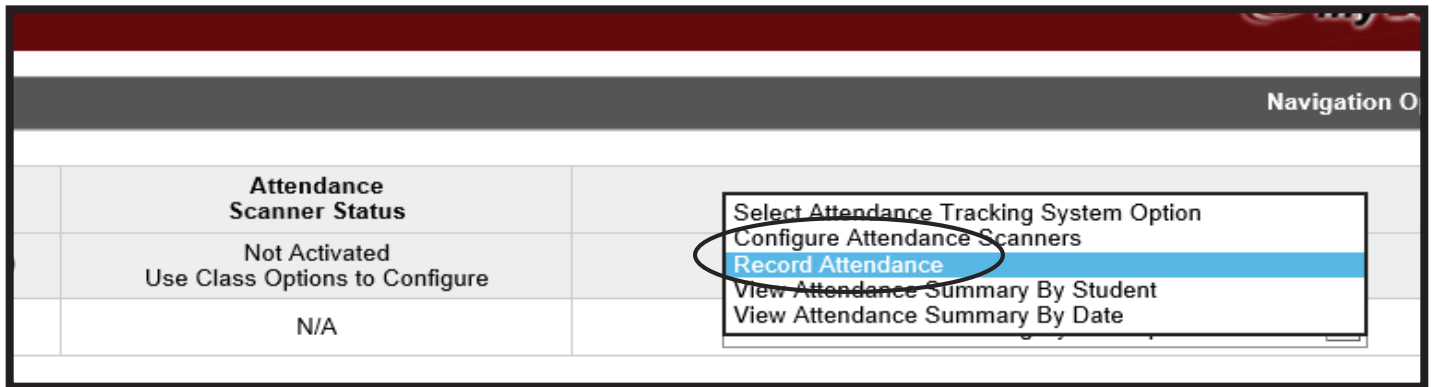 Navigation
Attendance
Scanner Status
Not Activated
Use Class Options to Configure
N/A
Select Attendance Tracking System Option
Configure Attendance Scanners
Record Attendance
View Attendance Summary By Student
View Attendance Summary By Date